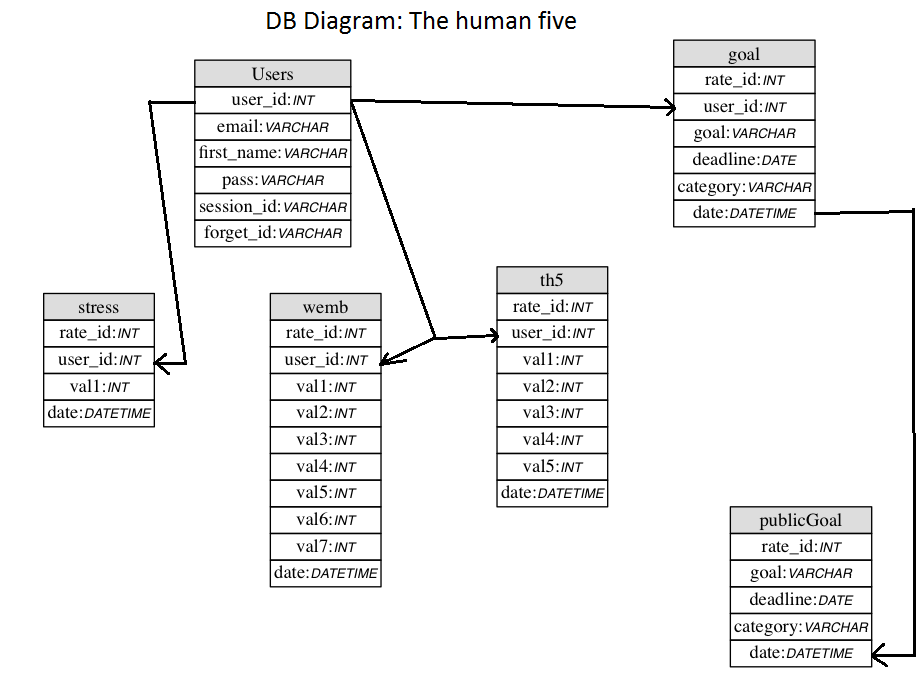 DB Diagram: The human five
Users
user_id:INT
email:VARCHAR
first_name:VARCHAR
pass:VARCHAR
session_id:VARCHAR
forget_id:VARCHAR
goal
rate_id:INT
user_id:INT
goal:VARCHAR
deadline:DATE
category:VARCHAR
date:DATETIME
stress
rate_id:INT
user_id:INT
val1:INT
date:DATETIME
wemb
rate_id:INT
user_id:INT
val1:INT
val2:INT
val3:INT
val4:INT
val5:INT
val6:INT
val7:INT
date:DATETIME
th5
rate_id:INT
user_id:INT
val1:INT
val2:INT
val3:INT
val4:INT
val5:INT
date:DATETIME
publicGoal
rate_id:INT
goal:VARCHAR
deadline:DATE
category:VARCHAR
date:DATETIME